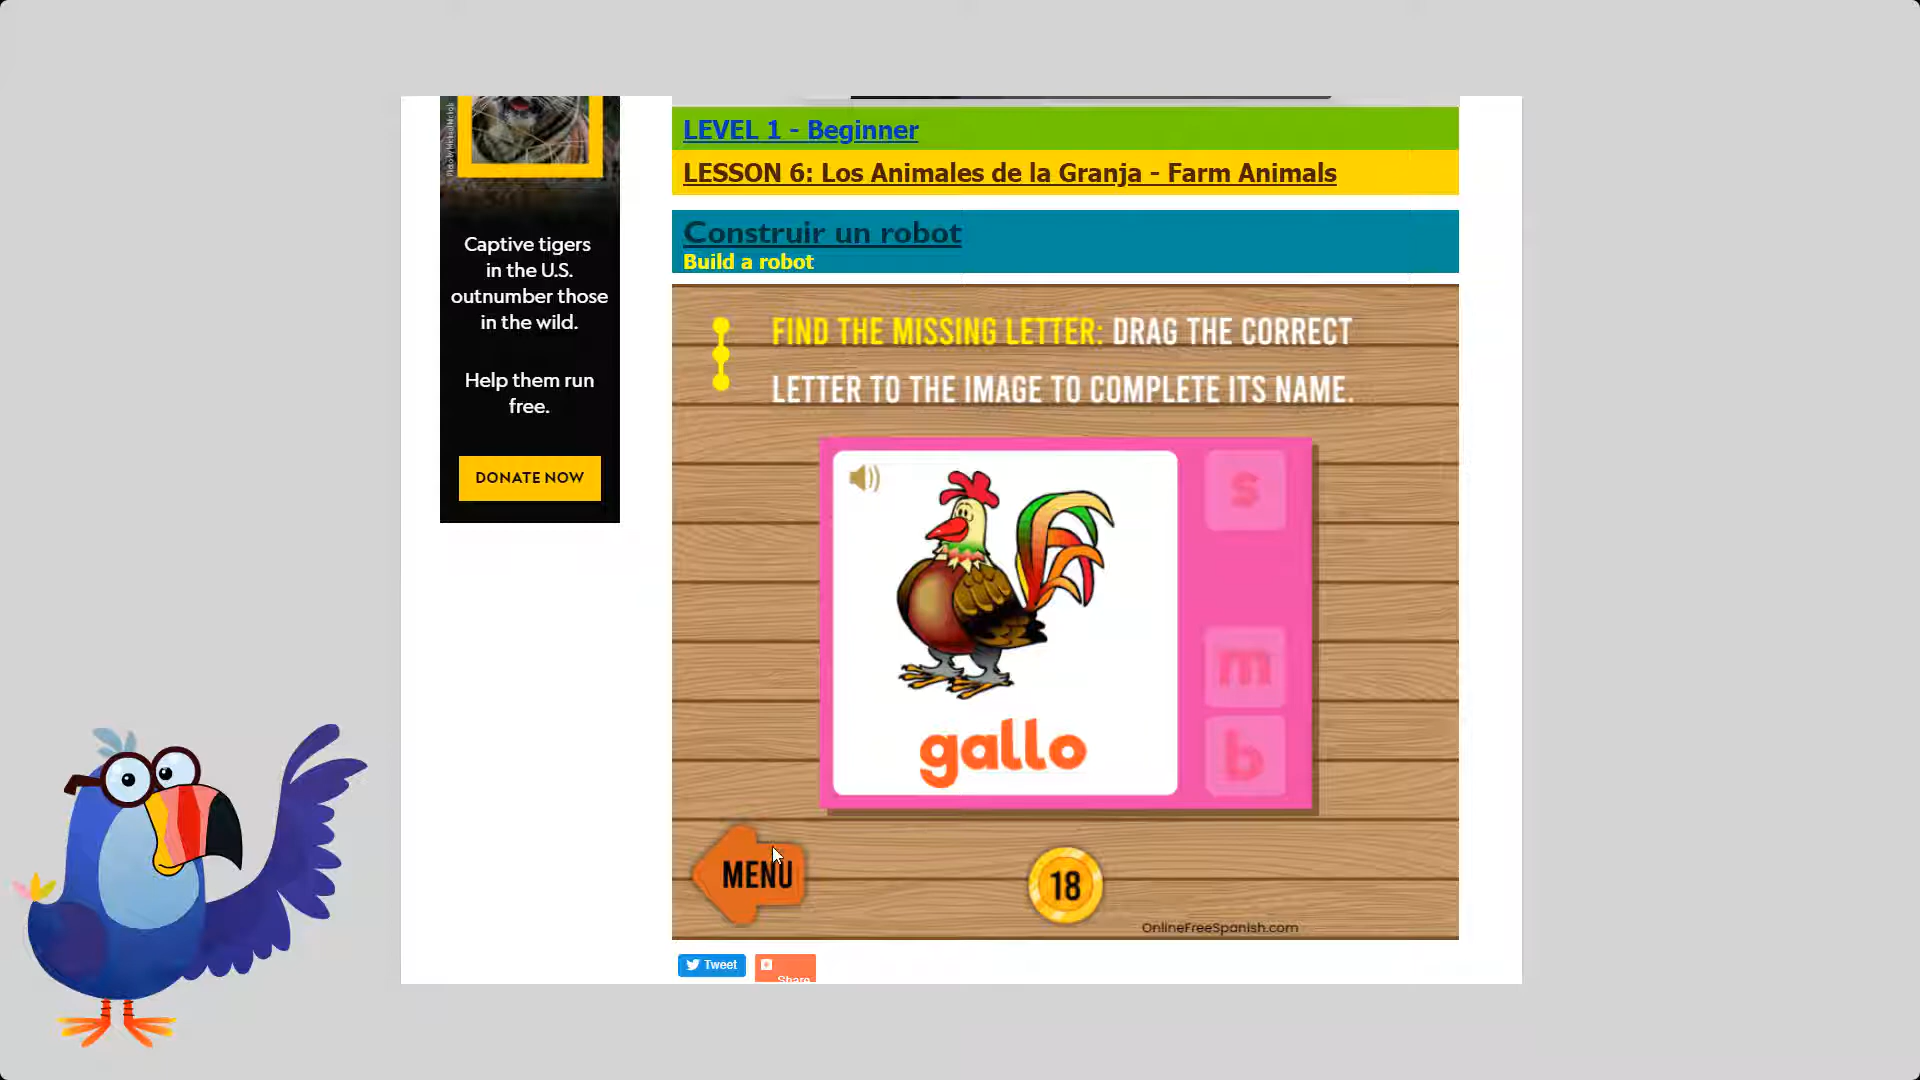 Captive tigers
in the U.S.
outnumber those
in the wild.
Help them run
free.
DONATE NOW
LEVEL 1 - Beginner
LESSON 6: Los Animales de la Granja - Farm Animals
Construir un robot
Build a robot
FIND THE MISSING LETTER: DRAG THE CORRECT
LETTER TO THE IMAGE TO COMPLETE ITS NAME.
s
m
b
gallo
MENU
18
OnlineFreeSpanish.com
Tweet
Share